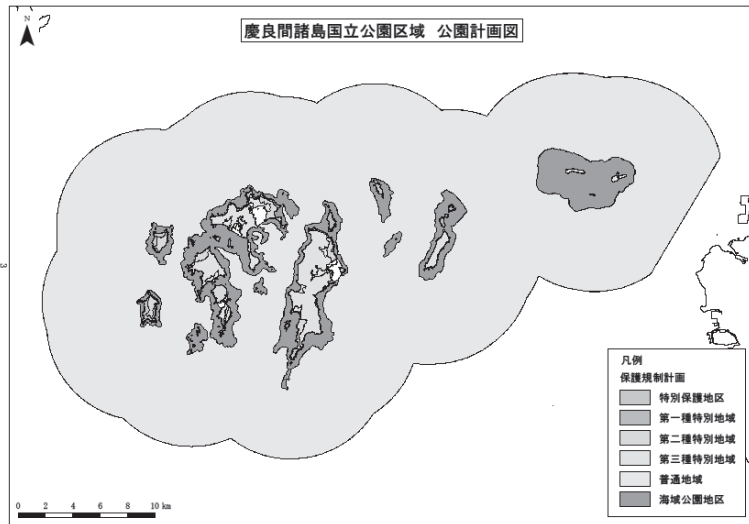 N
慶良間諸島国立公園区域 公園計画図
3
凡例
保護規制計画
特別保護地区
第一種特別地域
第二種特別地域
第三種特別地域
普通地域
海域公園地区
0 2 4 6 8 10 km